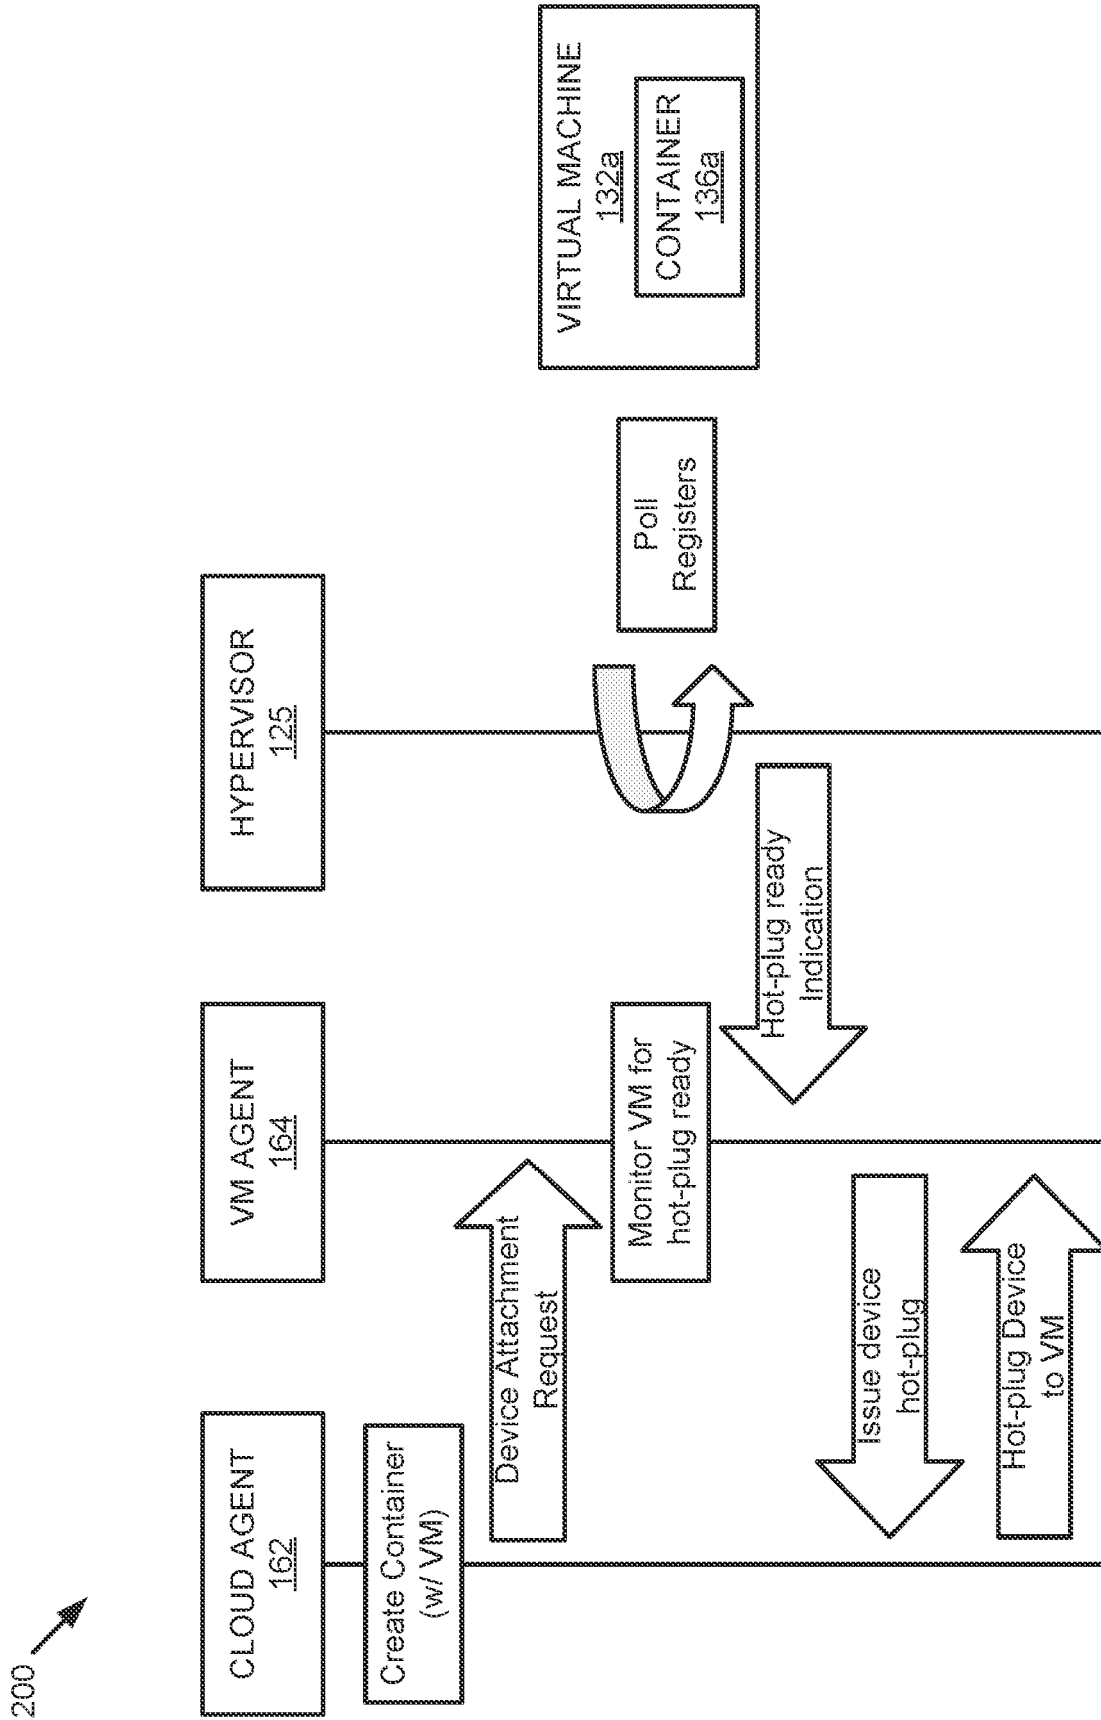 200
CLOUD AGENT
162
VM AGENT
164
HYPERVISOR
125
Create Container
(w/ VM)
Device Attachment
Request
Monitor VM for
hot-plug ready
Poll
Registers
VIRTUAL MACHINE
132a
CONTAINER
136a
Hot-plug ready
Indication
Issue device
hot-plug
Hot-plug Device
to VM